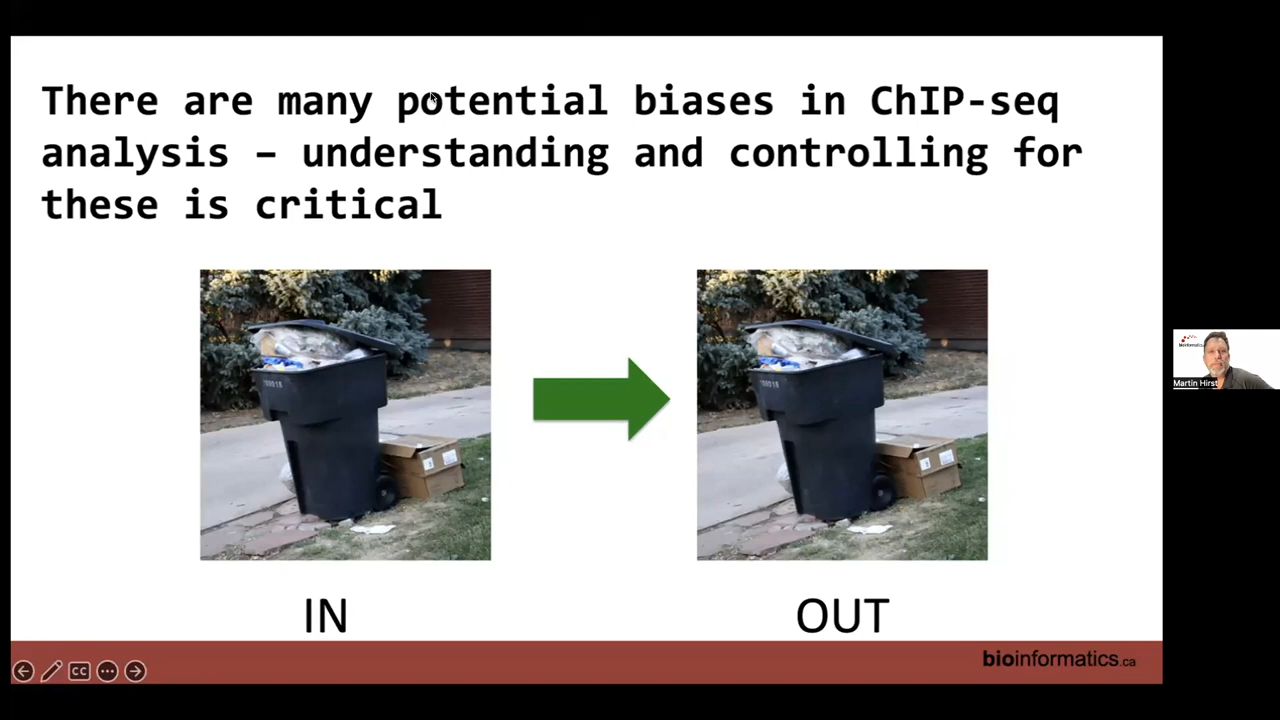 There are many potential biases in ChIP-seq
analysis – understanding and controlling for
these is critical
IN
OUT
bioinformatics.ca
CC
Martin Hirst